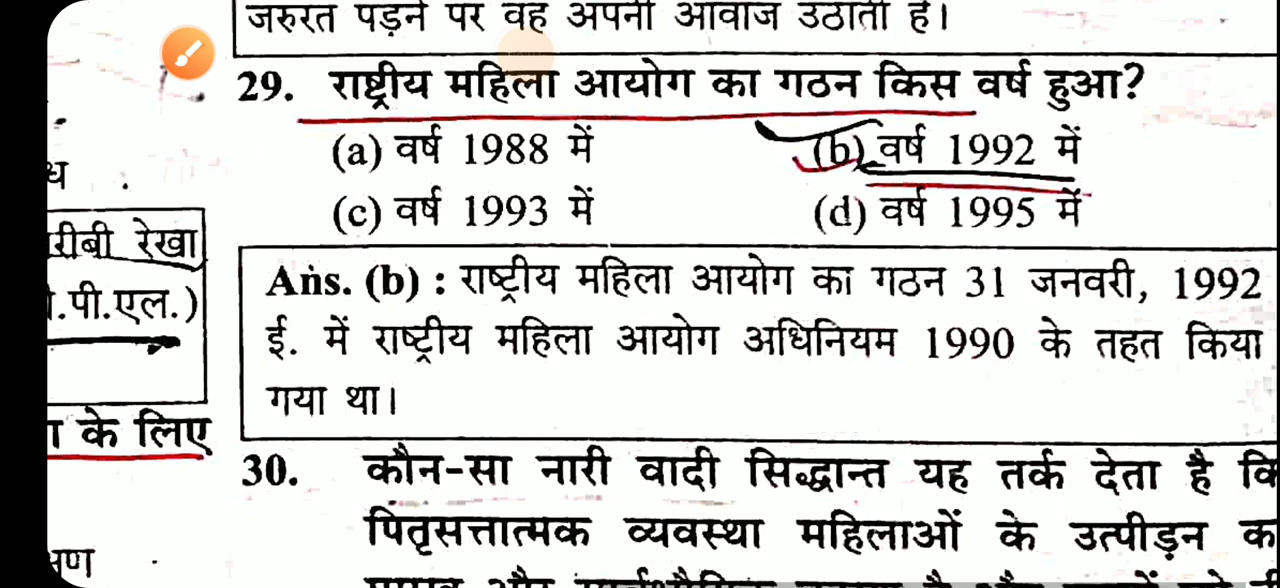 जरुरत पड़ने पर वह अपनी आवाज उठाती है।
29. राष्ट्रीय महिला आयोग का गठन किस वर्ष हुआ?
(a) वर्ष 1988 में (b) वर्ष 1992 में
(c) वर्ष 1993 में (d) वर्ष 1995 में
Ans. (b) : राष्ट्रीय महिला आयोग का गठन 31 जनवरी, 1992
ई. में राष्ट्रीय महिला आयोग अधिनियम 1990 के तहत किया
गया था।
30. कौन-सा नारी वादी सिद्धान्त यह तर्क देता है कि
पितृसत्तात्मक व्यवस्था महिलाओं के उत्पीड़न क
रीबी रेखा
.पी.एल.)
के लिए